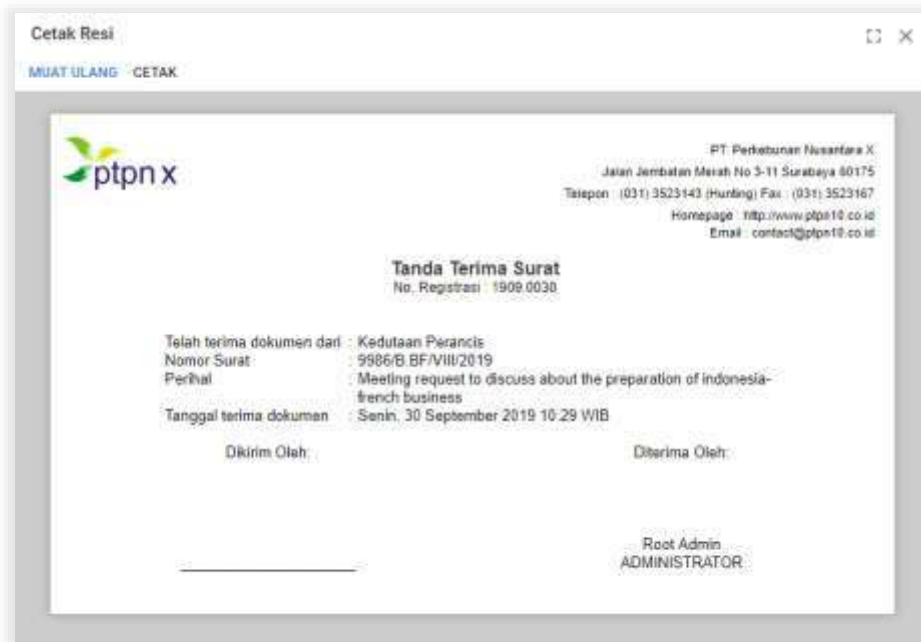 Cetak Resi
MUAT ULANG CETAK
ptpn x
PT. Perkebunan Nusantara X
Jalan Jembatan Merah No 3-11 Surabaya 60175
Telepon : (031) 3523143 (Hunting) Fax : (031) 3523167
Homepage : http://www.ptpn10.co.id
Email : contact@ptpn10.co.id
Tanda Terima Surat
No. Registrasi : 1909.0030
Telah terima dokumen dari : Kedutaan Perancis
Nomor Surat : 9986/B.BF/VIII/2019
Perihal : Meeting request to discuss about the preparation of indonesia-
french business
Tanggal terima dokumen : Senin, 30 September 2019 10:29 WIB
Dikirim Oleh: Diterima Oleh:
Root Admin
ADMINISTRATOR